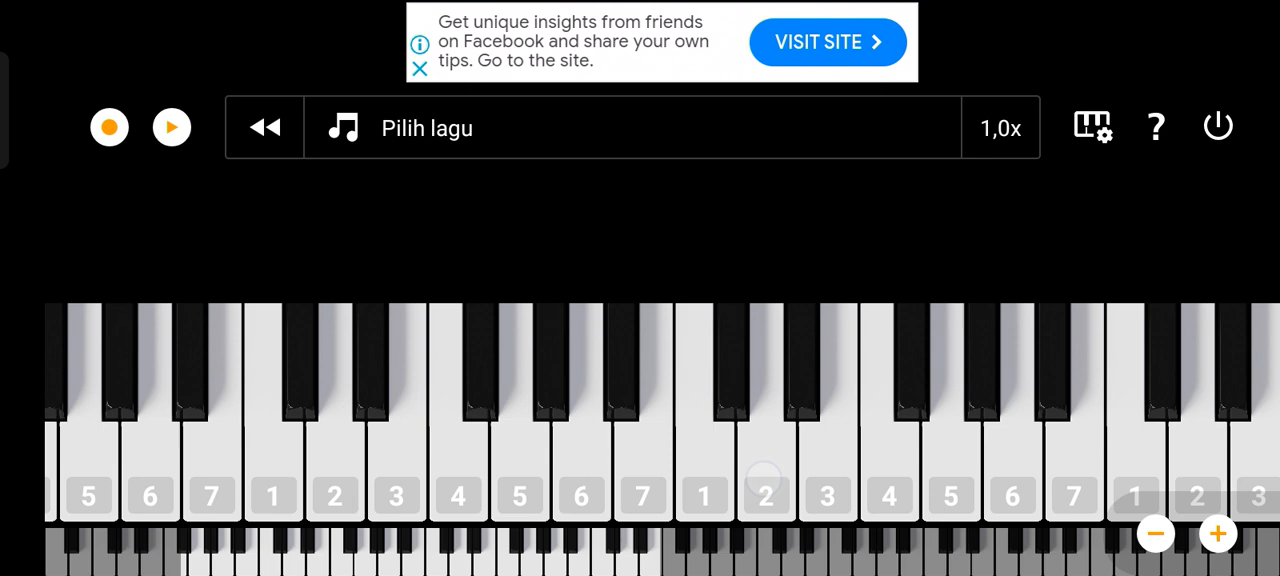 Get unique insights from friends
on Facebook and share your own
tips. Go to the site.
VISIT SITE
Pilih lagu
1,0x
?
5 6 7 1 2 3 4 5 6 7 1 2 3 4 5 6 7 1 2 3